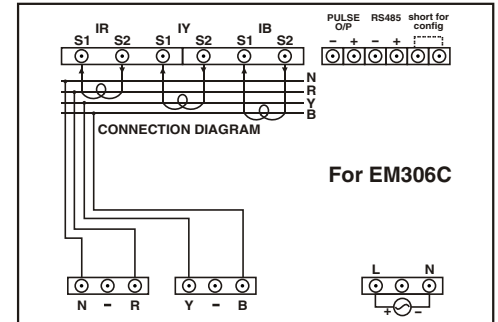 IR IY IB
S1 S2 S1 S2 S1 S2
PULSE O/P RS485 short for config
− + − +
N
R
Y
B
CONNECTION DIAGRAM
For EM306C
N − R Y − B
L N
+ −